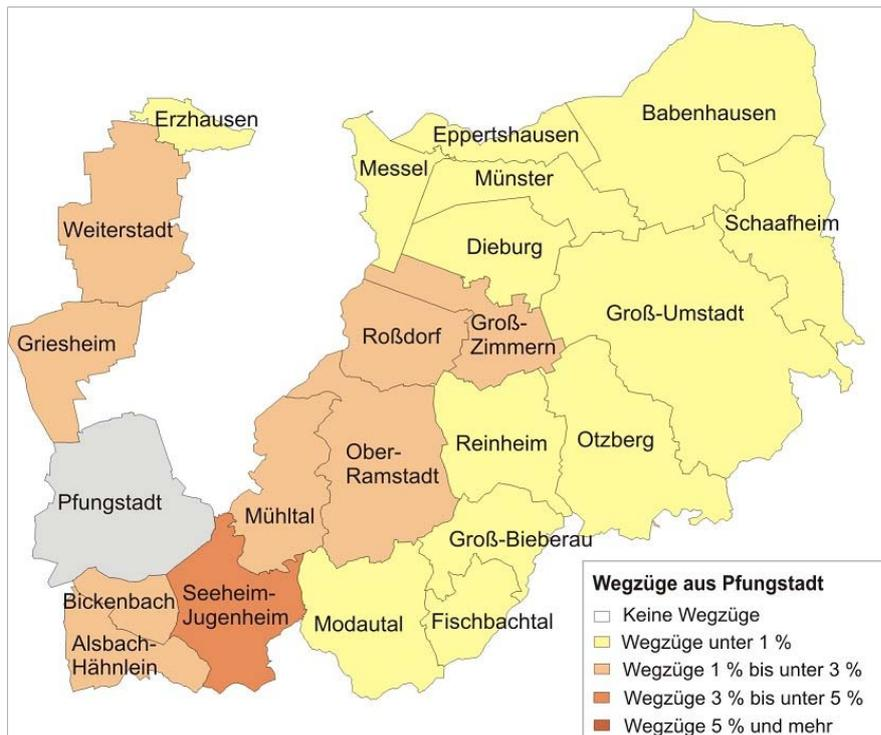 Erzhausen
Babenhausen
Eppertshausen
Messel
Münster
Weiterstadt
Schaafheim
Dieburg
Groß-Umstadt
Griesheim
Roßdorf
Groß-
Zimmern
Reinheim
Otzberg
Ober-
Ramstadt
Pfungstadt
Mühltal
Groß-Bieberau
Bickenbach
Seeheim-
Jugenheim
Modautal
Fischbachtal
Alsbach-
Hähnlein
Wegzüge aus Pfungstadt
Keine Wegzüge
Wegzüge unter 1 %
Wegzüge 1 % bis unter 3 %
Wegzüge 3 % bis unter 5 %
Wegzüge 5 % und mehr